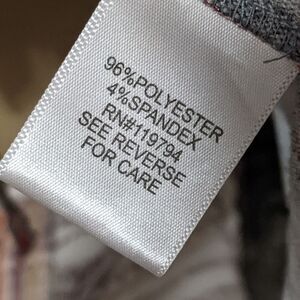 96%POLYESTER
4%SPANDEX
RN#119794
SEE REVERSE
FOR CARE